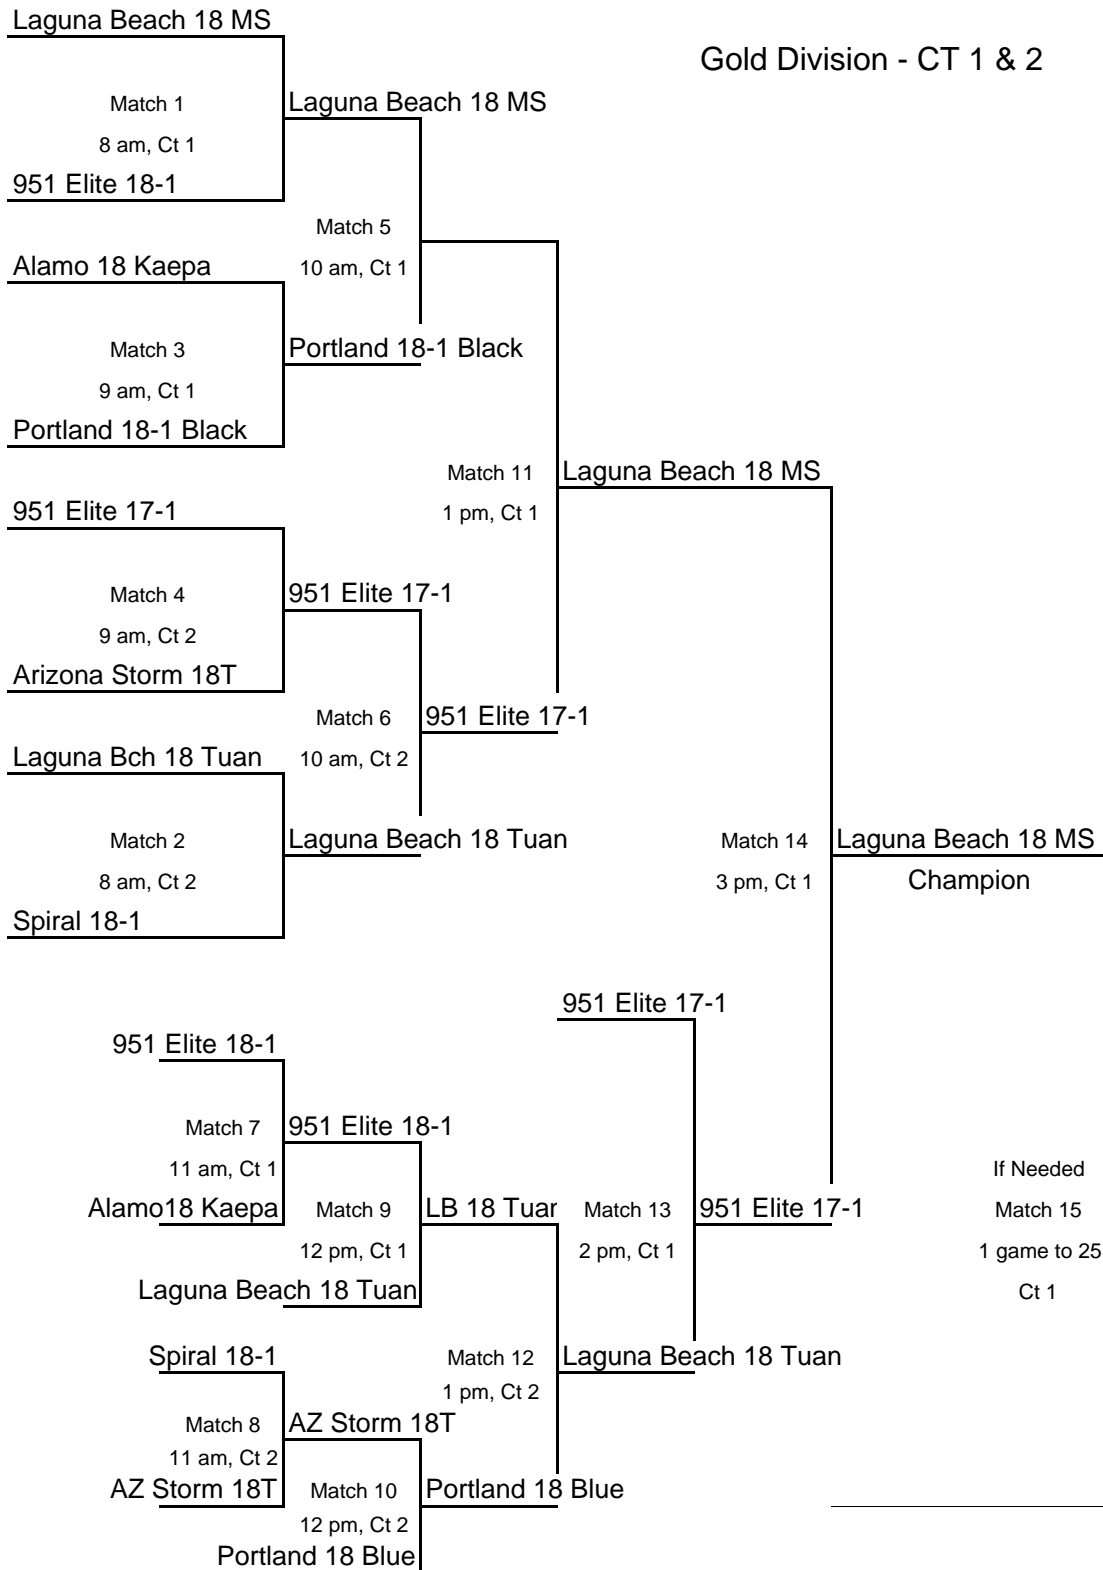 Laguna Beach 18 MS
Gold Division - CT 1 & 2
Match 1
Laguna Beach 18 MS
8 am, Ct 1
951 Elite 18-1
Match 5
Alamo 18 Kaepa
10 am, Ct 1
Match 3
Portland 18-1 Black
9 am, Ct 1
Portland 18-1 Black
Match 11
Laguna Beach 18 MS
951 Elite 17-1
1 pm, Ct 1
Match 4
951 Elite 17-1
9 am, Ct 2
Arizona Storm 18T
Match 6
951 Elite 17-1
Laguna Bch 18 Tuan
10 am, Ct 2
Match 2
Laguna Beach 18 Tuan
Match 14
Laguna Beach 18 MS
8 am, Ct 2
3 pm, Ct 1
Champion
Spiral 18-1
951 Elite 17-1
951 Elite 18-1
Match 7
951 Elite 18-1
11 am, Ct 1
If Needed
Alamo18 Kaepa
Match 9
LB 18 Tuan
Match 13
951 Elite 17-1
Match 15
12 pm, Ct 1
2 pm, Ct 1
1 game to 25
Laguna Beach 18 Tuan
Ct 1
Spiral 18-1
Match 12
Laguna Beach 18 Tuan
1 pm, Ct 2
Match 8
AZ Storm 18T
11 am, Ct 2
AZ Storm 18T
Match 10
Portland 18 Blue
12 pm, Ct 2
Portland 18 Blue